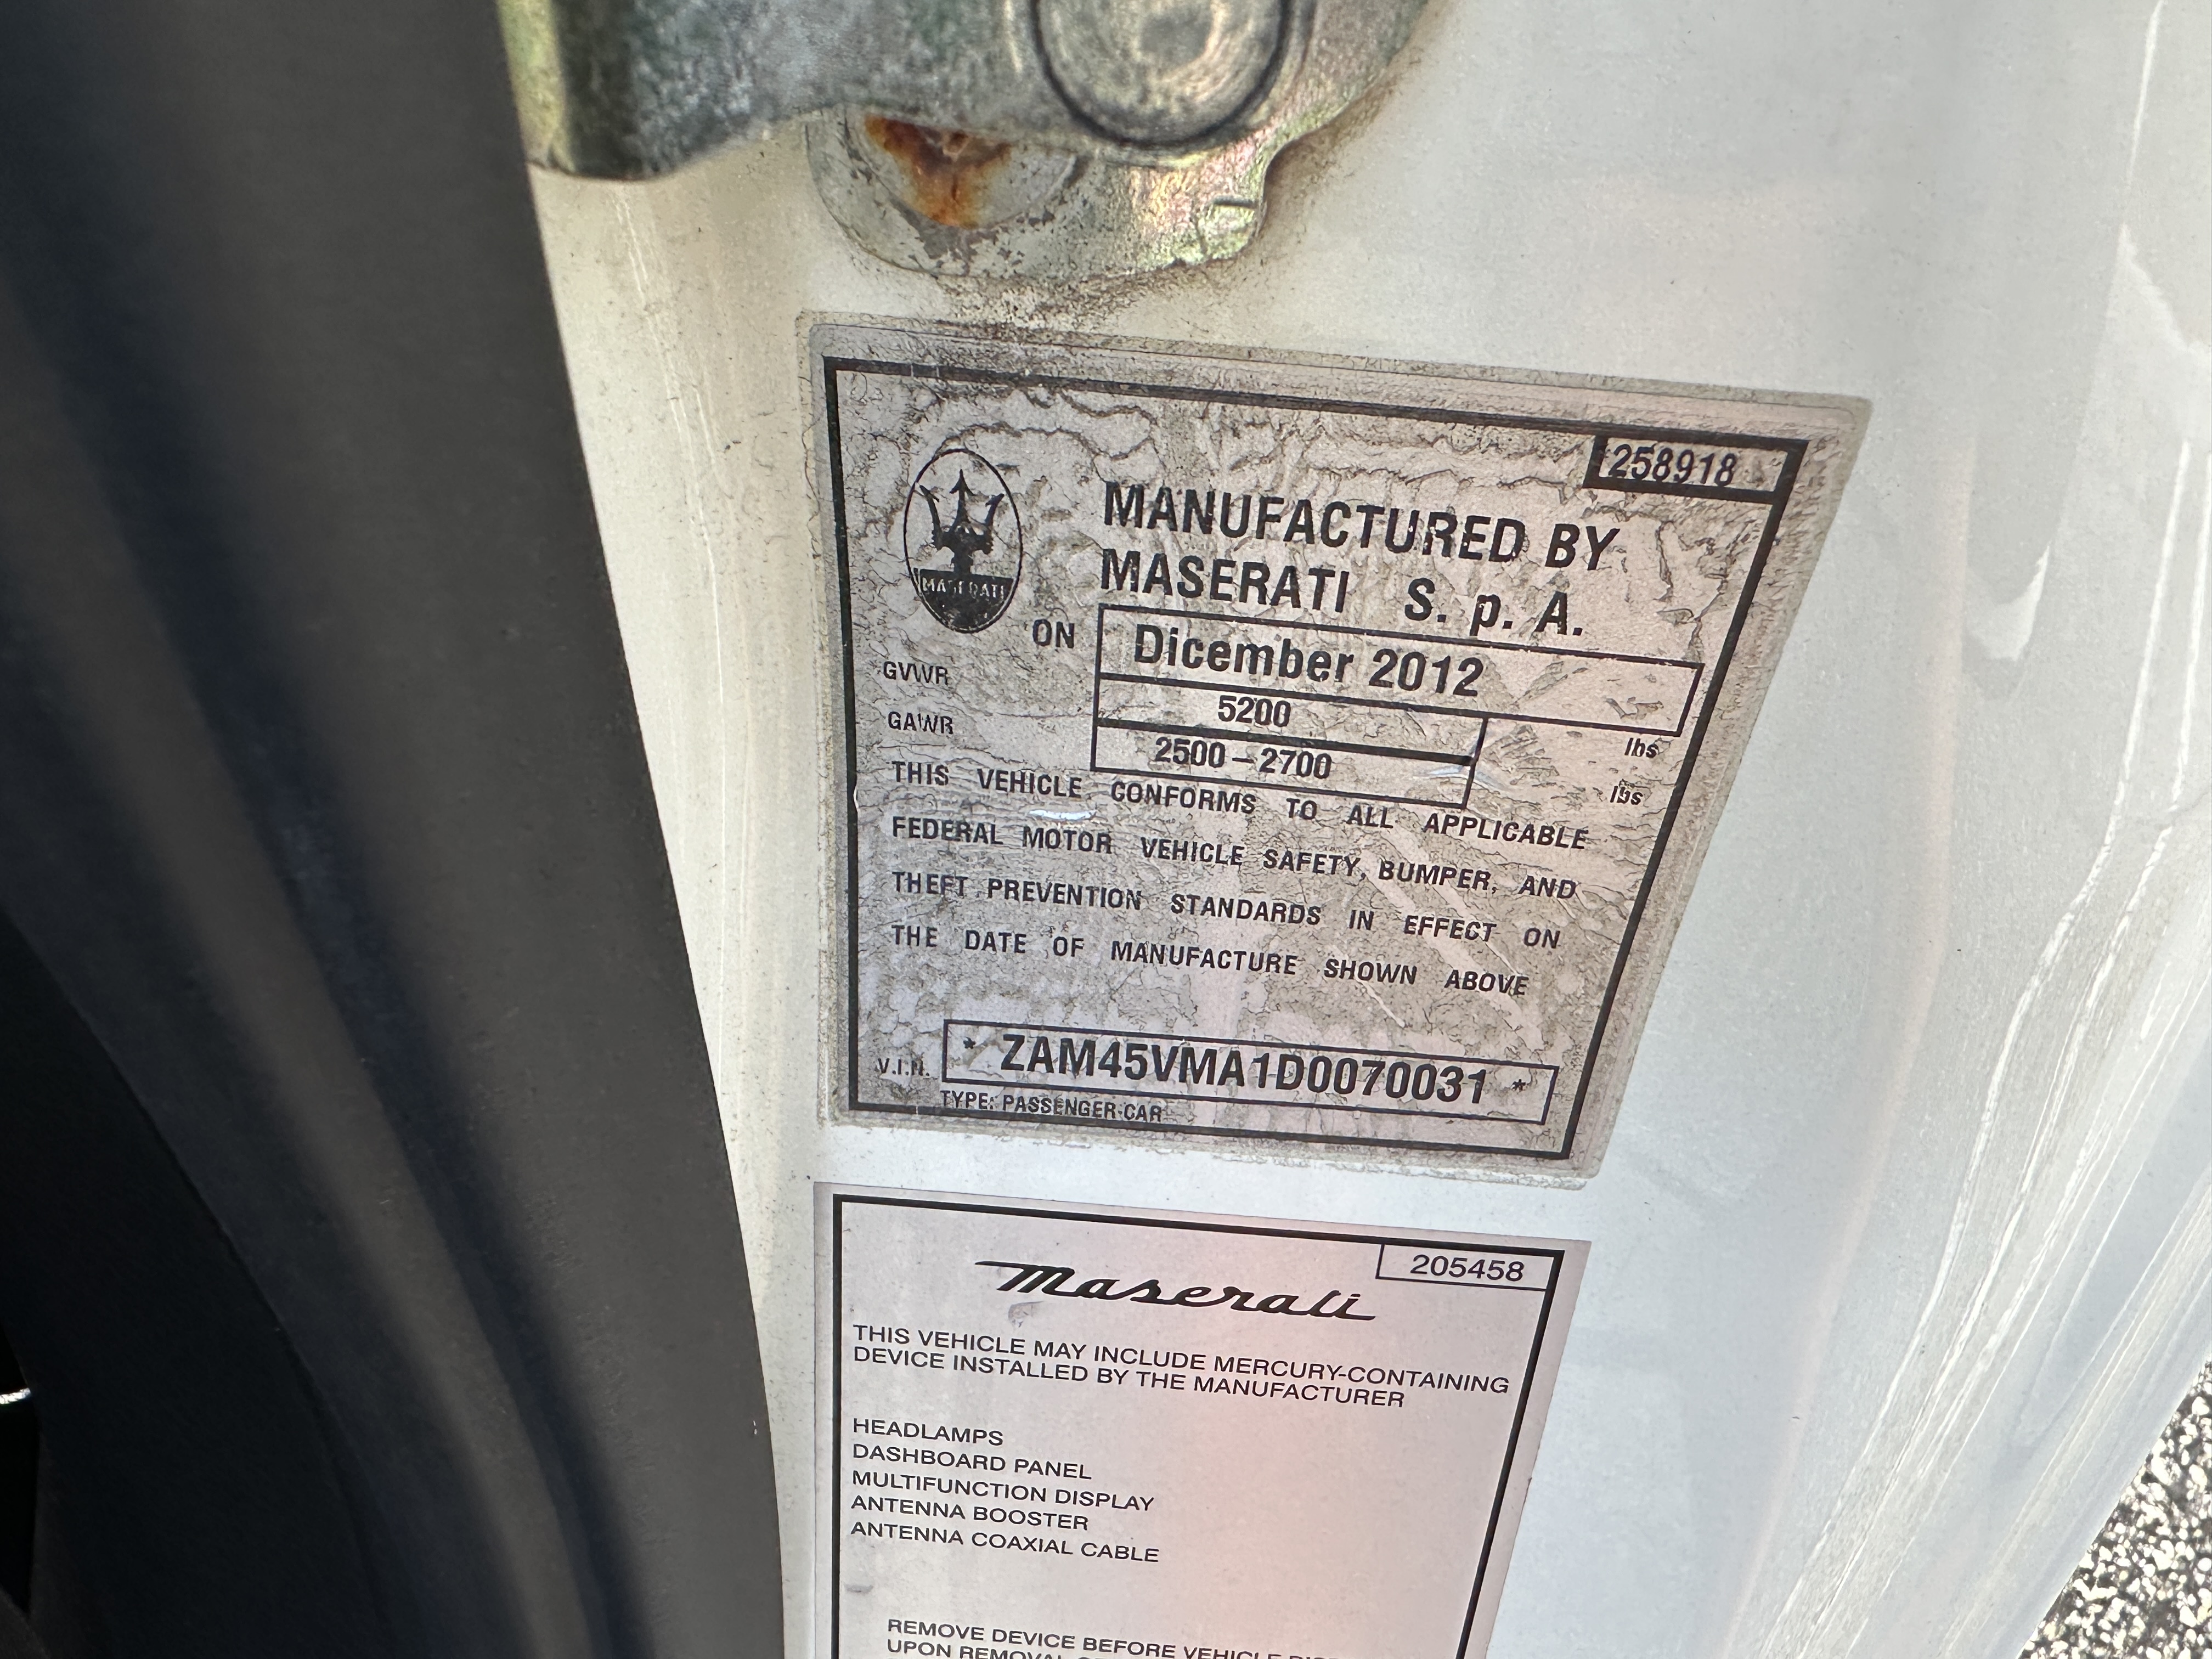 258918
MASERATI
MANUFACTURED BY
MASERATI S. p. A.
ON Dicember 2012
GVWR 5200 lbs
GAWR 2500-2700 lbs
THIS VEHICLE CONFORMS TO ALL APPLICABLE
FEDERAL MOTOR VEHICLE SAFETY, BUMPER, AND
THEFT PREVENTION STANDARDS IN EFFECT ON
THE DATE OF MANUFACTURE SHOWN ABOVE
V.I.N. * ZAM45VMA1D0070031 *
TYPE: PASSENGER CAR
205458
Maserati
THIS VEHICLE MAY INCLUDE MERCURY-CONTAINING
DEVICE INSTALLED BY THE MANUFACTURER
HEADLAMPS
DASHBOARD PANEL
MULTIFUNCTION DISPLAY
ANTENNA BOOSTER
ANTENNA COAXIAL CABLE
REMOVE DEVICE BEFORE VEHICLE
UPON REMOVAL